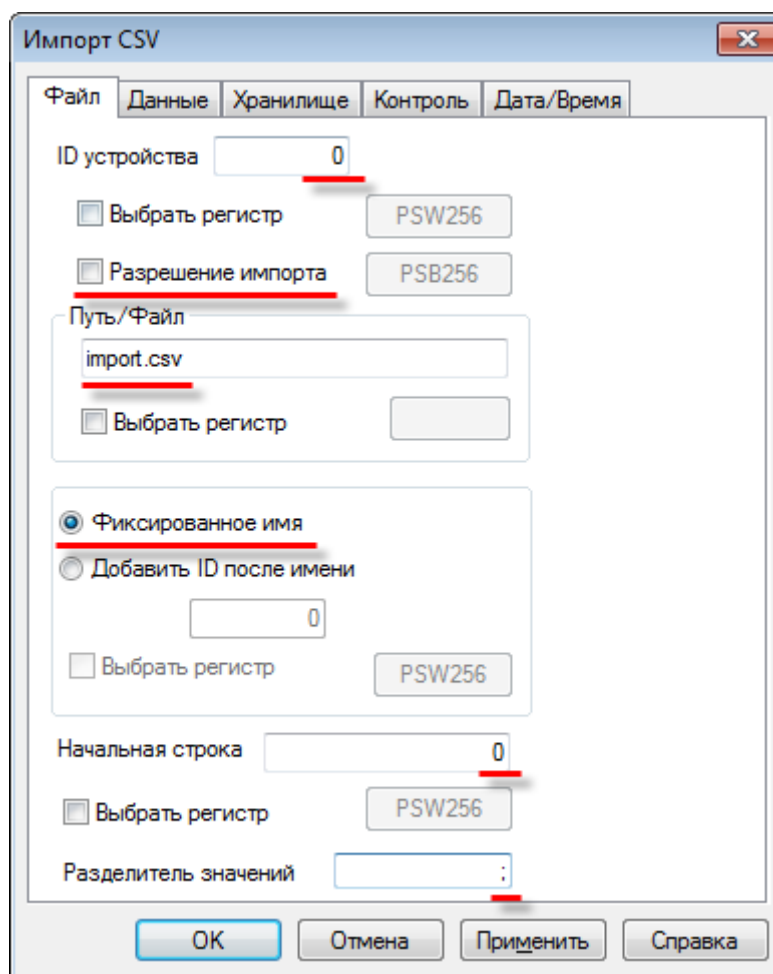 Импорт CSV
Файл Данные Хранилище Контроль Дата/Время
ID устройства 0
Выбрать регистр PSW256
Разрешение импорта PSB256
Путь/Файл
import.csv
Выбрать регистр
Фиксированное имя
Добавить ID после имени
0
Выбрать регистр PSW256
Начальная строка 0
Выбрать регистр PSW256
Разделитель значений ;
OK Отмена Применить Справка